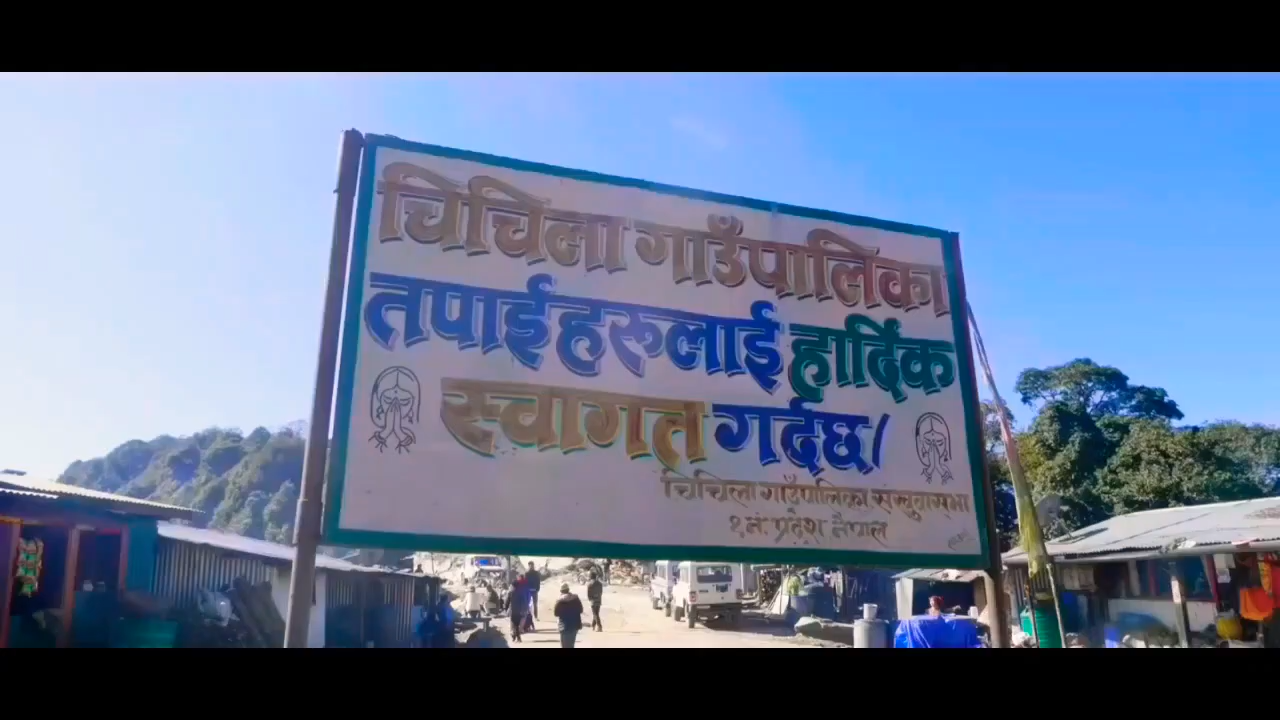 चिचिला गाउँपालिका
तपाईहरुलाई हार्दिक
स्वागत गर्दछ।
चिचिला गाउँपालिका संखुवासभा
१ नं. प्रदेश नेपाल